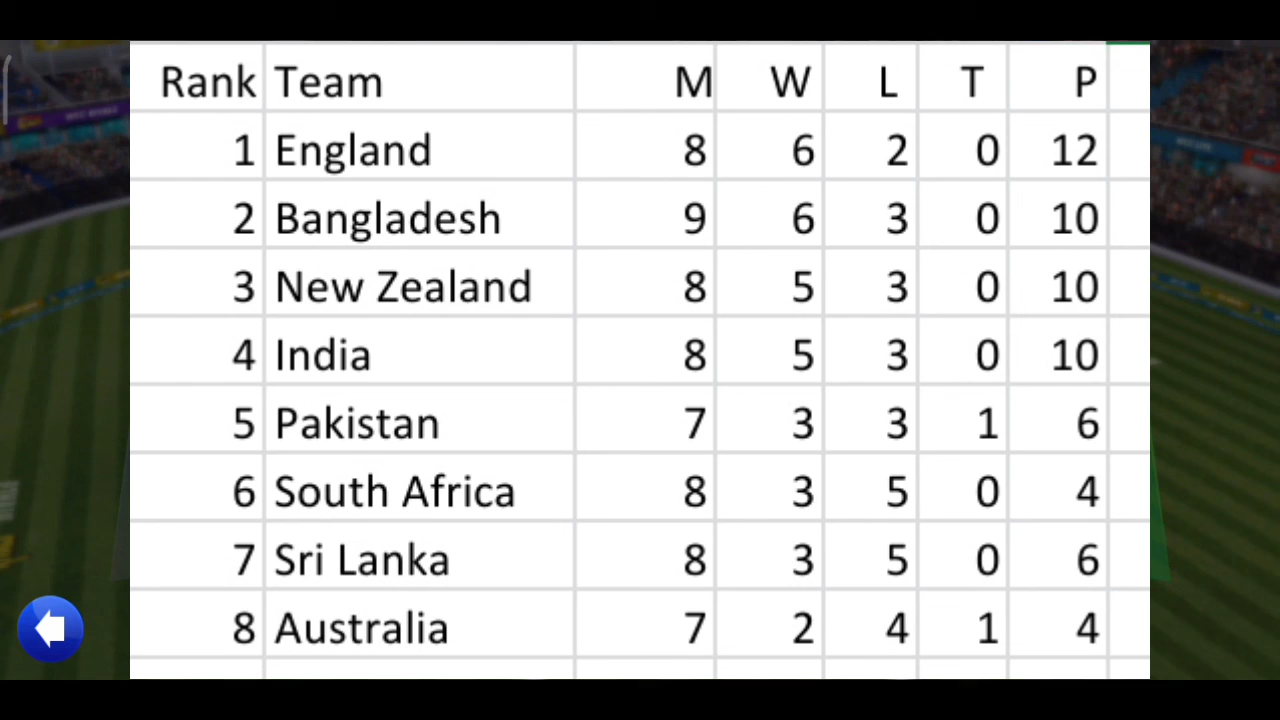 Rank Team M W L T P
1 England 8 6 2 0 12
2 Bangladesh 9 6 3 0 10
3 New Zealand 8 5 3 0 10
4 India 8 5 3 0 10
5 Pakistan 7 3 3 1 6
6 South Africa 8 3 5 0 4
7 Sri Lanka 8 3 5 0 6
8 Australia 7 2 4 1 4